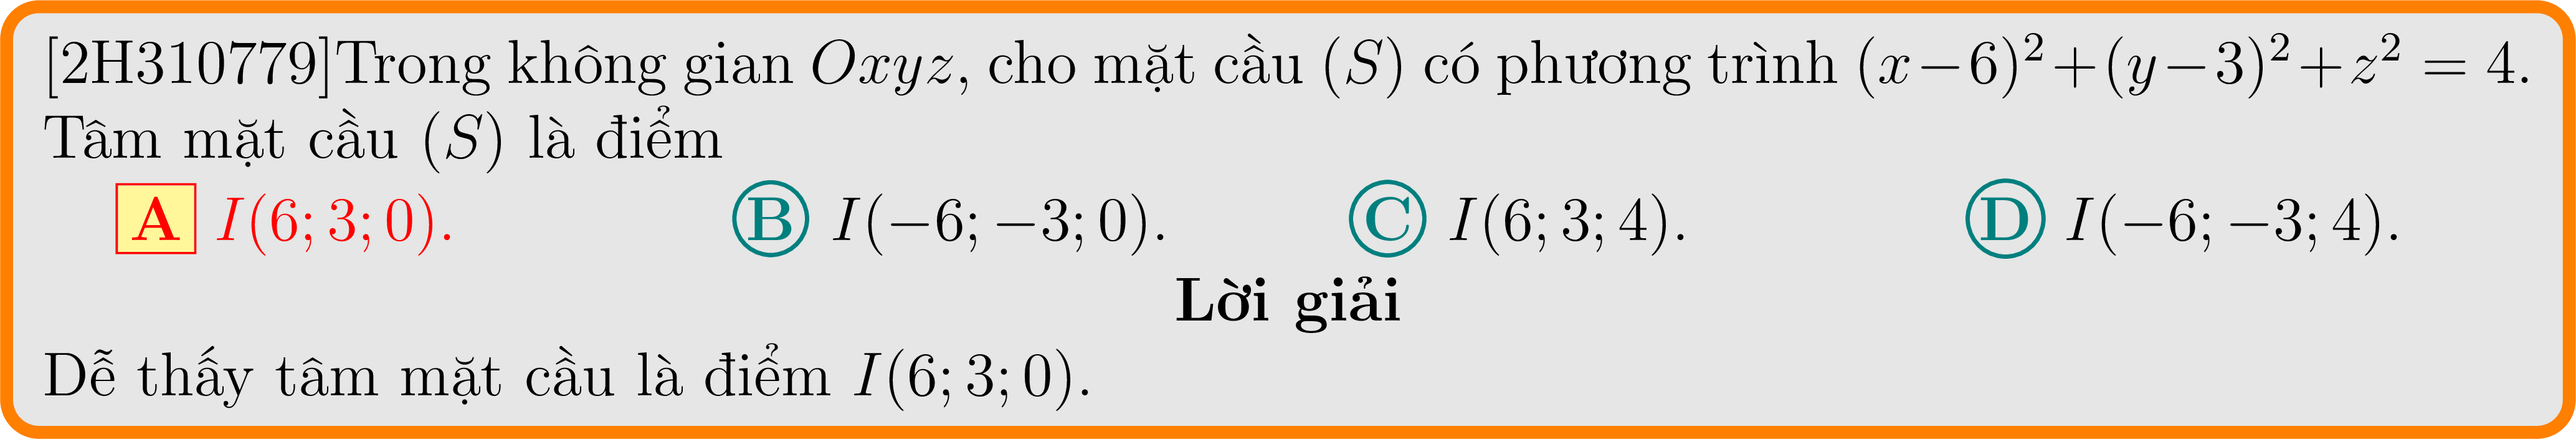 [2H310779]Trong không gian Oxyz, cho mặt cầu (S) có phương trình (x−6)²+(y−3)²+z² = 4.
Tâm mặt cầu (S) là điểm
A I(6; 3; 0). B I(−6; −3; 0). C I(6; 3; 4). D I(−6; −3; 4).
Lời giải
Dễ thấy tâm mặt cầu là điểm I(6; 3; 0).